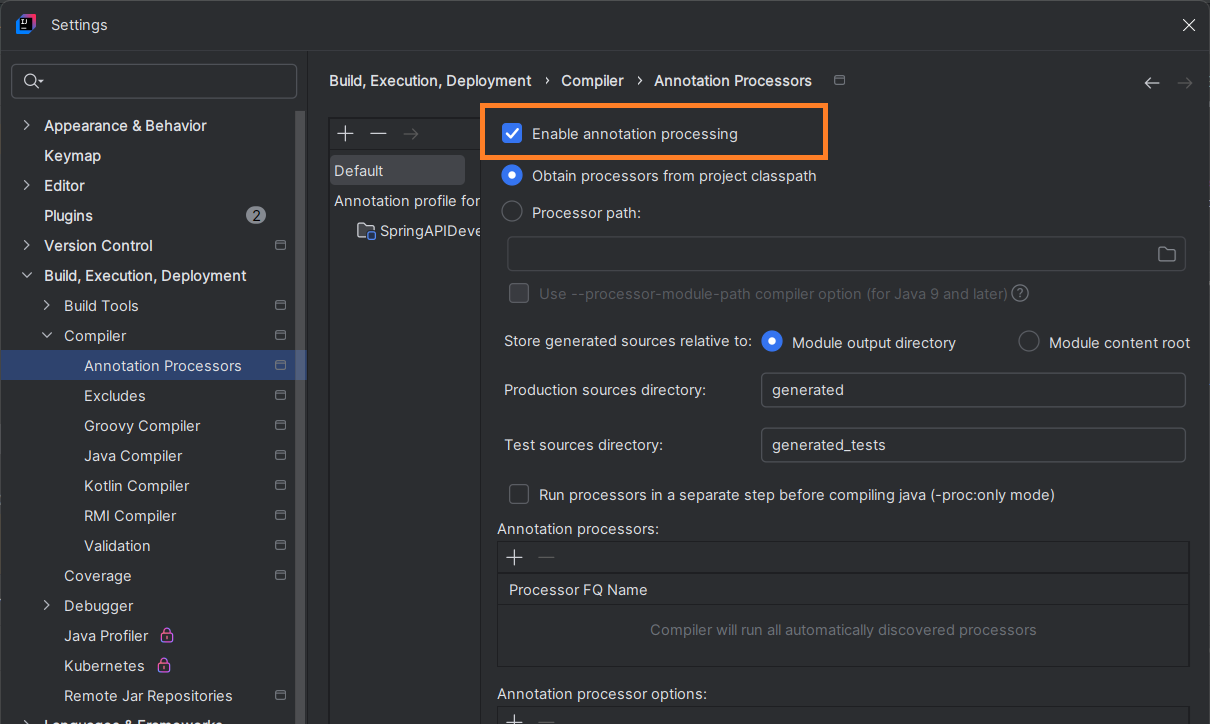 Settings
Build, Execution, Deployment › Compiler › Annotation Processors
Appearance & Behavior
Keymap
Editor
Plugins 2
Version Control
Build, Execution, Deployment
Build Tools
Compiler
Annotation Processors
Excludes
Groovy Compiler
Java Compiler
Kotlin Compiler
RMI Compiler
Validation
Coverage
Debugger
Java Profiler
Kubernetes
Remote Jar Repositories
Languages & Frameworks
Default
Annotation profile for
SpringAPIDeve
Enable annotation processing
Obtain processors from project classpath
Processor path:
Use --processor-module-path compiler option (for Java 9 and later) ?
Store generated sources relative to: Module output directory Module content root
Production sources directory: generated
Test sources directory: generated_tests
Run processors in a separate step before compiling java (-proc:only mode)
Annotation processors:
Processor FQ Name
Compiler will run all automatically discovered processors
Annotation processor options: